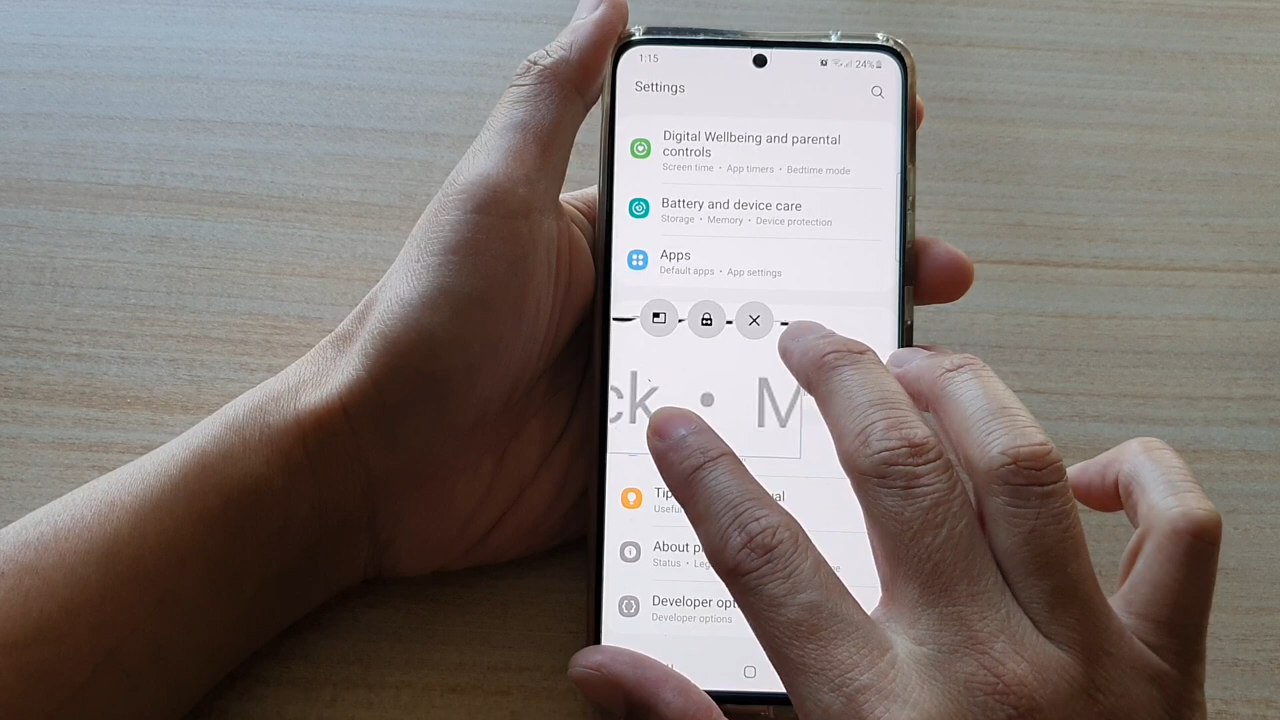 1:15
24%
Settings
Digital Wellbeing and parental
controls
Screen time • App timers • Bedtime mode
Battery and device care
Storage • Memory • Device protection
Apps
Default apps • App settings
ck • M
Tip
Useful
About p
Status • Leg
Developer opt
Developer options